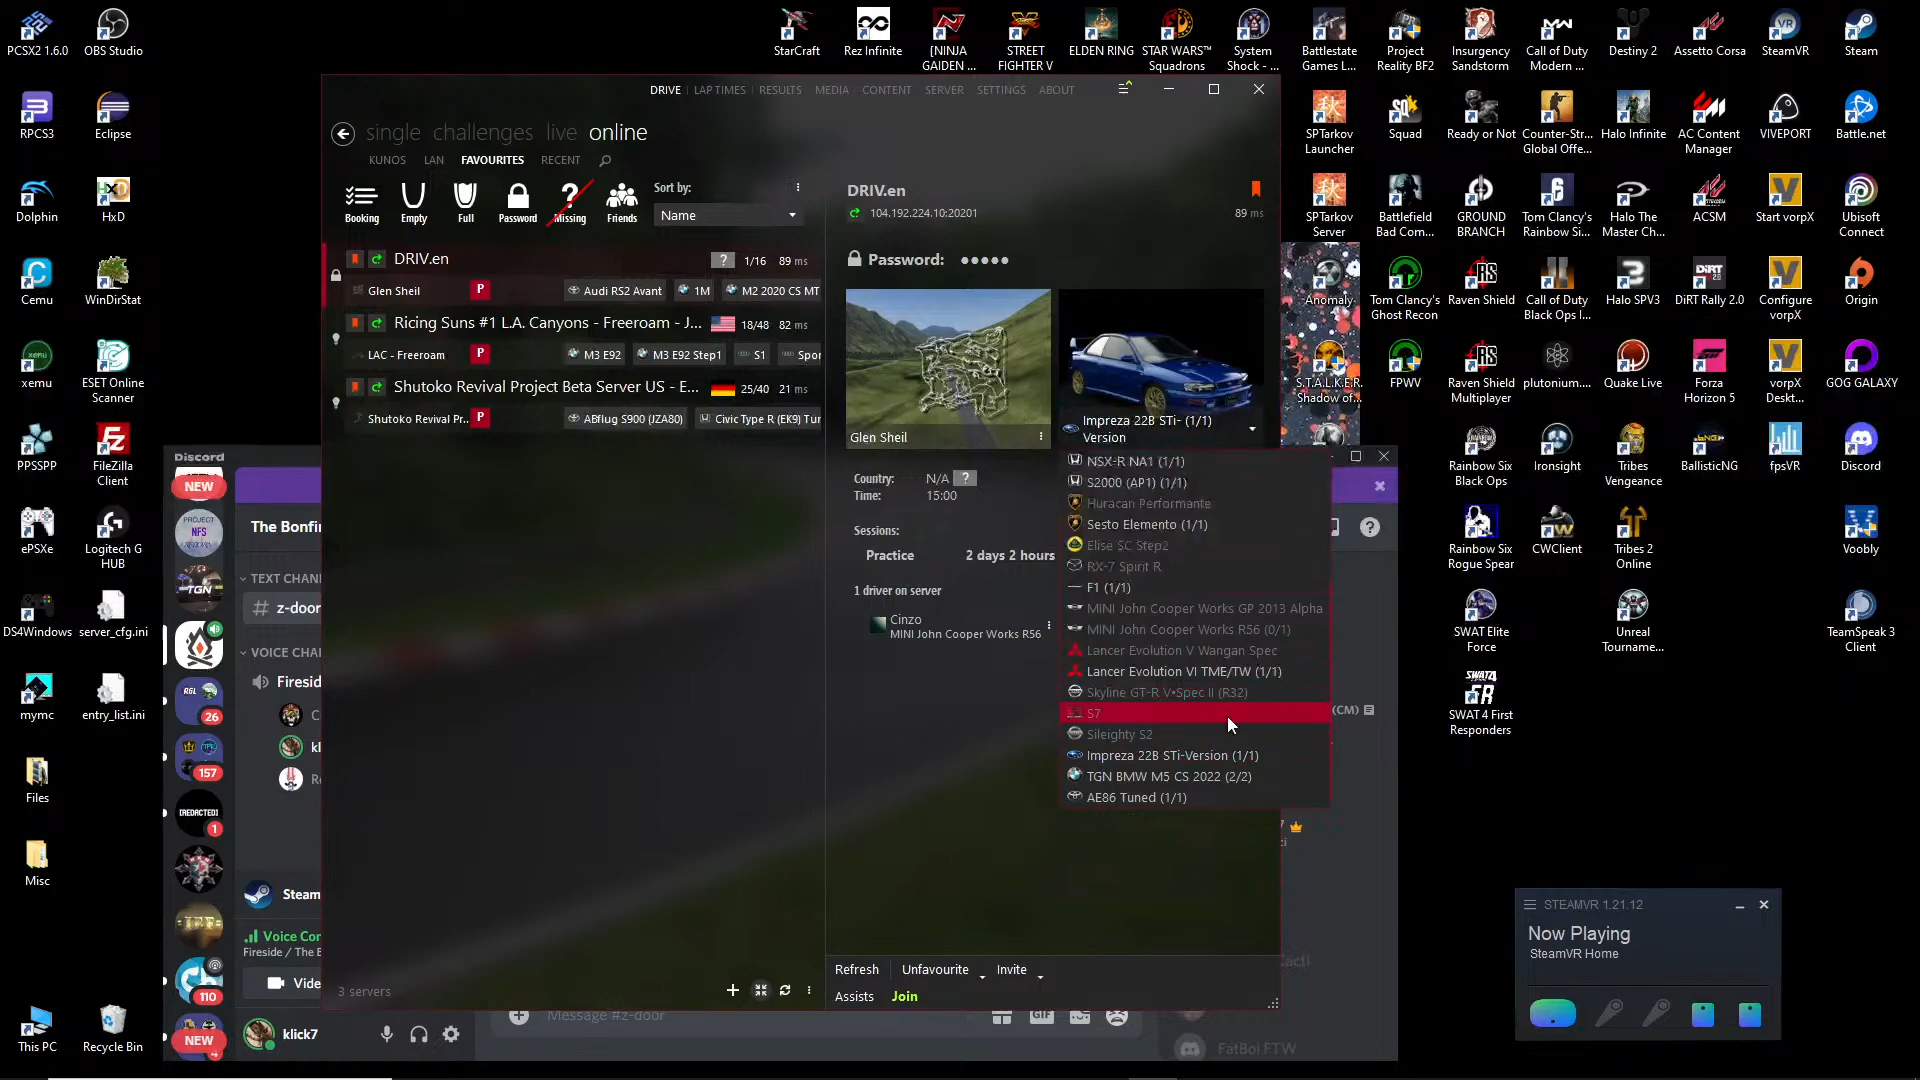 PCSX2 1.6.0
OBS Studio
StarCraft
Rez Infinite
[NINJA GAIDEN ...
STREET FIGHTER V
ELDEN RING
STAR WARS™ Squadrons
System Shock - ...
Battlestate Games L...
Project Reality BF2
Insurgency Sandstorm
Call of Duty Modern ...
Destiny 2
Assetto Corsa
SteamVR
Steam
RPCS3
Eclipse
SPTarkov Launcher
Squad
Ready or Not
Counter-Str... Global Offe...
Halo Infinite
AC Content Manager
VIVEPORT
Battle.net
Dolphin
HxD
SPTarkov Server
Battlefield Bad Com...
GROUND BRANCH
Tom Clancy's Rainbow Si...
Halo The Master Ch...
ACSM
Start vorpX
Ubisoft Connect
Cemu
WinDirStat
Anomaly
Tom Clancy's Ghost Recon
Raven Shield
Call of Duty Black Ops I...
Halo SPV3
DiRT Rally 2.0
Configure vorpX
Origin
xemu
ESET Online Scanner
S.T.A.L.K.E.R. Shadow of...
FPWV
Raven Shield Multiplayer
plutonium....
Quake Live
Forza Horizon 5
vorpX Deskt...
GOG GALAXY
PPSSPP
FileZilla Client
Rainbow Six Black Ops
Ironsight
Tribes Vengeance
BallisticNG
fpsVR
Discord
ePSXe
Logitech G HUB
Rainbow Six Rogue Spear
CWClient
Tribes 2 Online
Voobly
DS4Windows
server_cfg.ini
SWAT Elite Force
Unreal Tourname...
TeamSpeak 3 Client
mymc
entry_list.ini
SWAT 4 First Responders
Files
Misc
This PC
Recycle Bin
DRIVE LAP TIMES RESULTS MEDIA CONTENT SERVER SETTINGS ABOUT
single challenges live online
KUNOS LAN FAVOURITES RECENT
Booking Empty Full Password Missing Friends
Sort by:
Name
DRIV.en ? 1/16 89 ms
Glen Sheil P Audi RS2 Avant 1M M2 2020 CS MT
Ricing Suns #1 L.A. Canyons - Freeroam - J... 18/48 82 ms
LAC - Freeroam P M3 E92 M3 E92 Step1 S1 Spor
Shutoko Revival Project Beta Server US - E... 25/40 21 ms
Shutoko Revival Pr... P ABflug S900 (JZA80) Civic Type R (EK9) Tur
3 servers
DRIV.en
104.192.224.10:20201 89 ms
Password: •••••
Glen Sheil
Impreza 22B STi- (1/1)
Version
Country: N/A ?
Time: 15:00
Sessions:
Practice 2 days 2 hours
1 driver on server
Cinzo
MINI John Cooper Works R56
NSX-R NA1 (1/1)
S2000 (AP1) (1/1)
Huracan Performante
Sesto Elemento (1/1)
Elise SC Step2
RX-7 Spirit R
F1 (1/1)
MINI John Cooper Works GP 2013 Alpha
MINI John Cooper Works R56 (0/1)
Lancer Evolution V Wangan Spec
Lancer Evolution VI TME/TW (1/1)
Skyline GT-R V•Spec II (R32)
S7
Sileighty S2
Impreza 22B STi-Version (1/1)
TGN BMW M5 CS 2022 (2/2)
AE86 Tuned (1/1)
Refresh Unfavourite Invite
Assists Join
Discord
NEW
PROJECT NFS
TGN
RGL
26
157
[REDACTED]
1
110
NEW
The Bonfi
TEXT CHAN
# z-door
VOICE CHA
Firesid
kl
Steam
Voice Cor
Fireside / The B
Vide
klick7
Message #z-door
GIF
(CM)
FatBoi FTW
STEAMVR 1.21.12
Now Playing
SteamVR Home